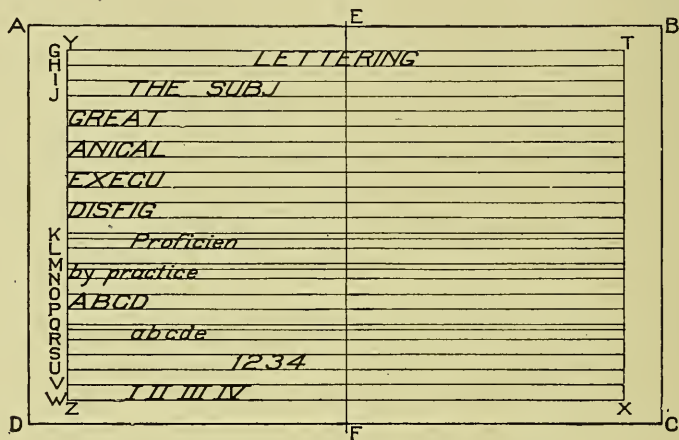 A E B
Y T
G
H LETTERING
I
J THE SUBJ
GREAT
ANICAL
EXECU
DISFIG
K
L Proficien
M
N by practice
O
P ABCD
Q
R abcde
S
U 1234
V
W I II III IV
Z X
D F C